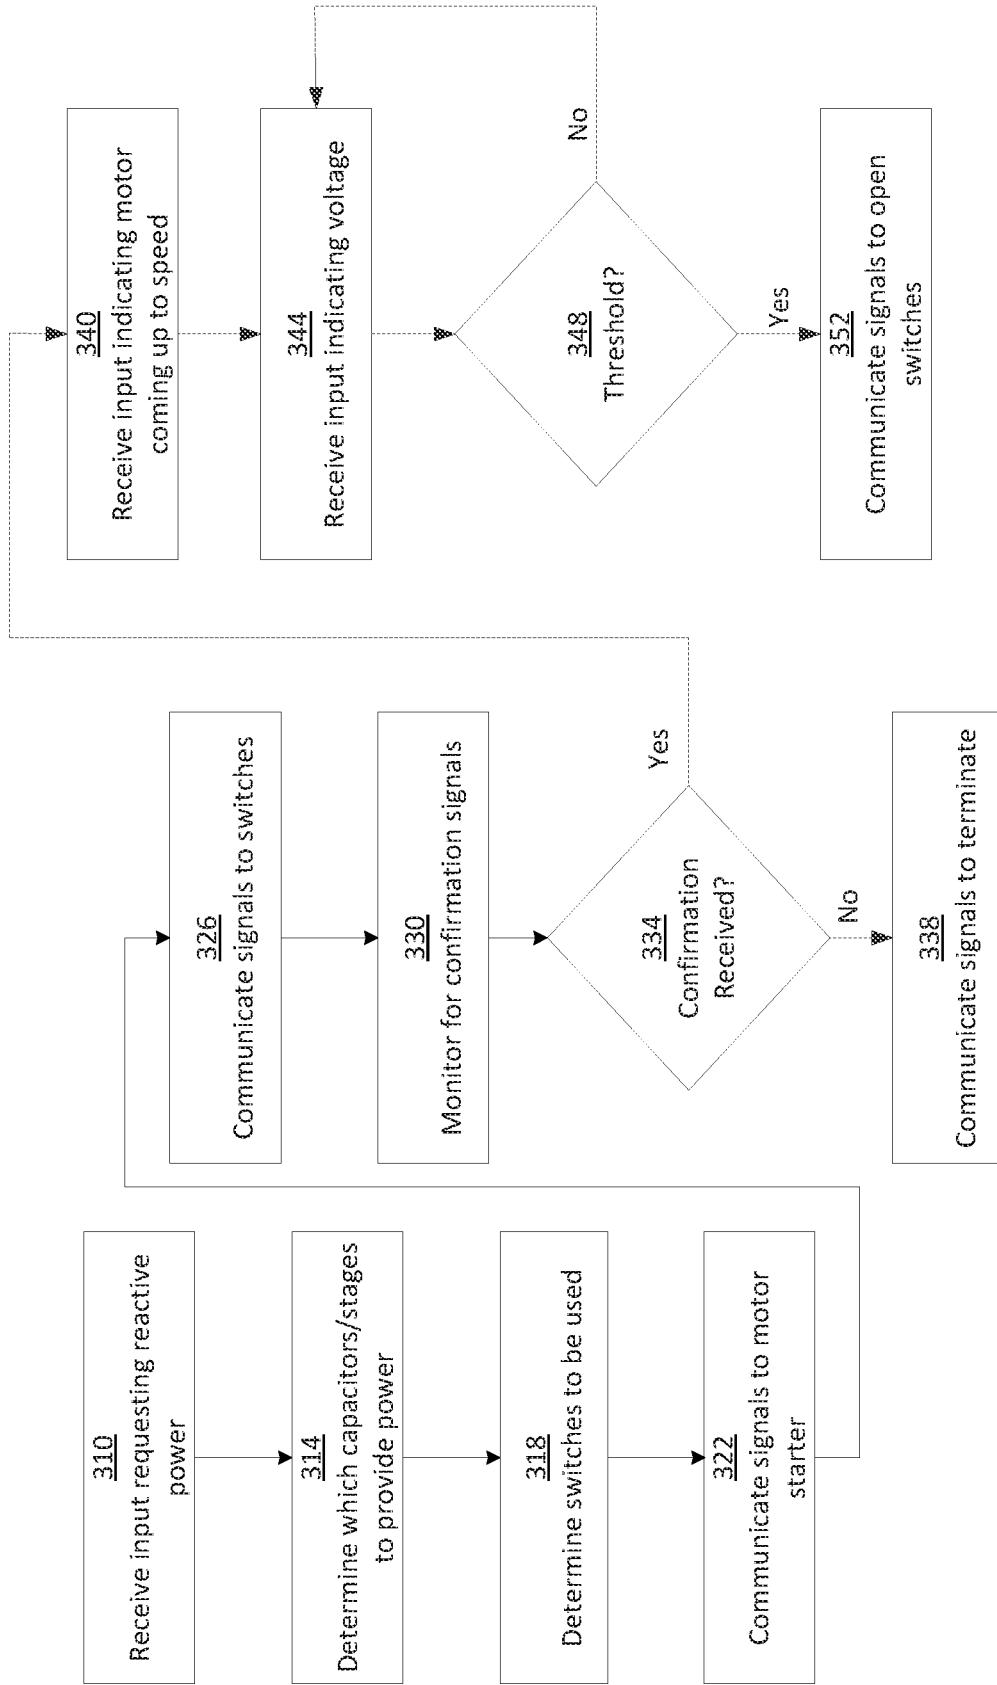 310
Receive input requesting reactive
power
314
Determine which capacitors/stages
to provide power
318
Determine switches to be used
322
Communicate signals to motor
starter
326
Communicate signals to switches
330
Monitor for confirmation signals
334
Confirmation
Received?
Yes
No
338
Communicate signals to terminate
340
Receive input indicating motor
coming up to speed
344
Receive input indicating voltage
348
Threshold?
No
Yes
352
Communicate signals to open
switches